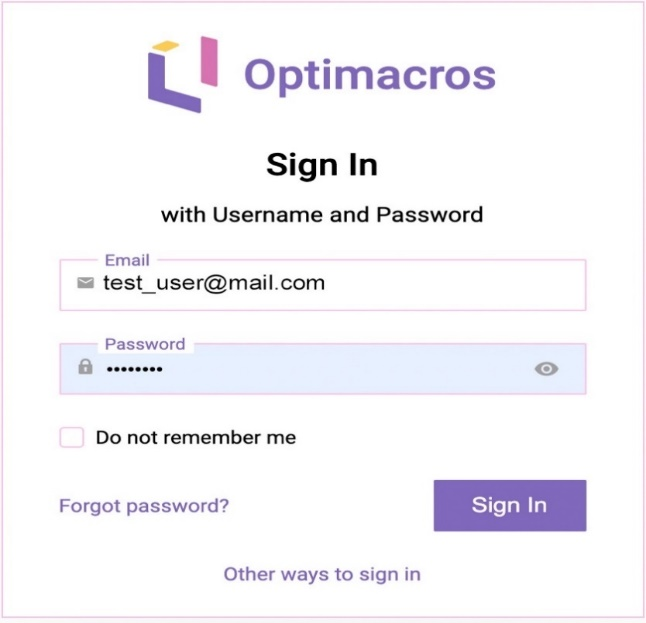 Optimacros
Sign In
with Username and Password
Email
test_user@mail.com
Password
••••••••
Do not remember me
Forgot password?
Sign In
Other ways to sign in